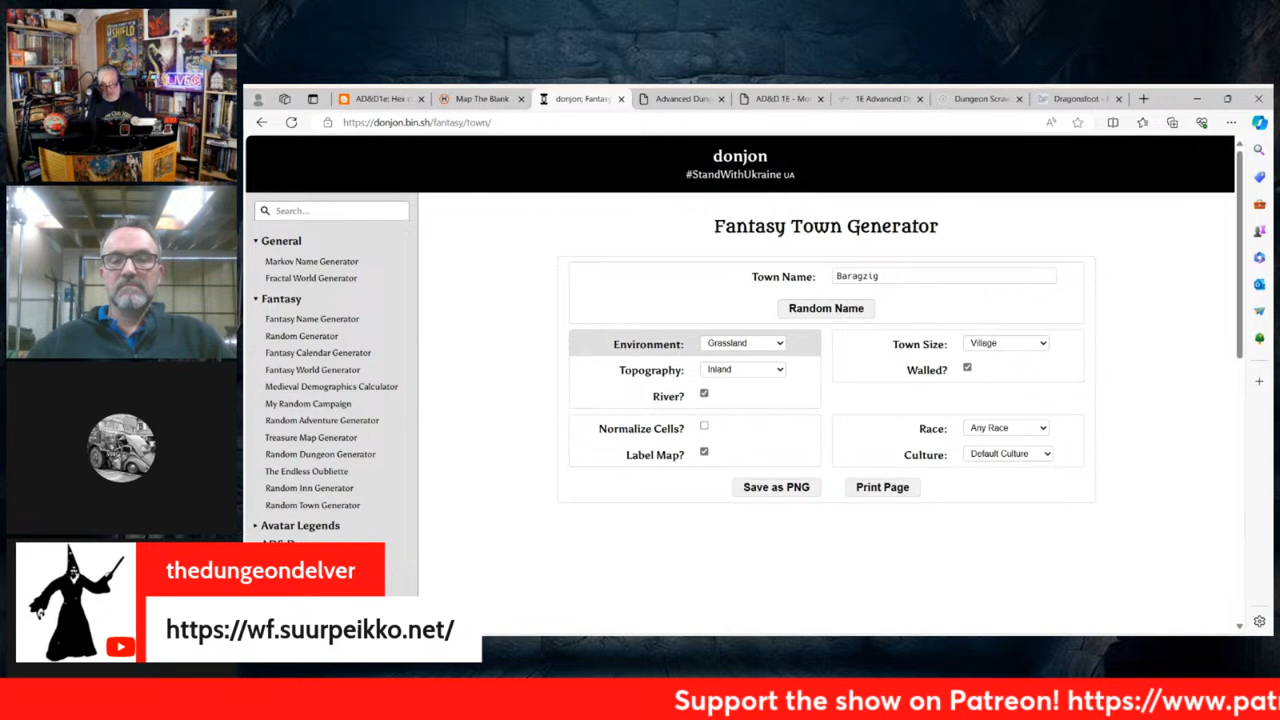 SHIELD
LIVE
AD&D1e: Hex c
Map The Blank
donjon; Fantasy
Advanced Dung
AD&D 1E - Mo
1E Advanced D
Dungeon Scraw
Dragonsfoot -
https://donjon.bin.sh/fantasy/town/
donjon
#StandWithUkraine UA
Search...
General
Markov Name Generator
Fractal World Generator
Fantasy
Fantasy Name Generator
Random Generator
Fantasy Calendar Generator
Fantasy World Generator
Medieval Demographics Calculator
My Random Campaign
Random Adventure Generator
Treasure Map Generator
Random Dungeon Generator
The Endless Oubliette
Random Inn Generator
Random Town Generator
Avatar Legends
Fantasy Town Generator
Town Name: Baragzig
Random Name
Environment: Grassland
Topography: Inland
River?
Town Size: Village
Walled?
Normalize Cells?
Label Map?
Race: Any Race
Culture: Default Culture
Save as PNG
Print Page
thedungeondelver
https://wf.suurpeikko.net/
Support the show on Patreon! https://www.pat